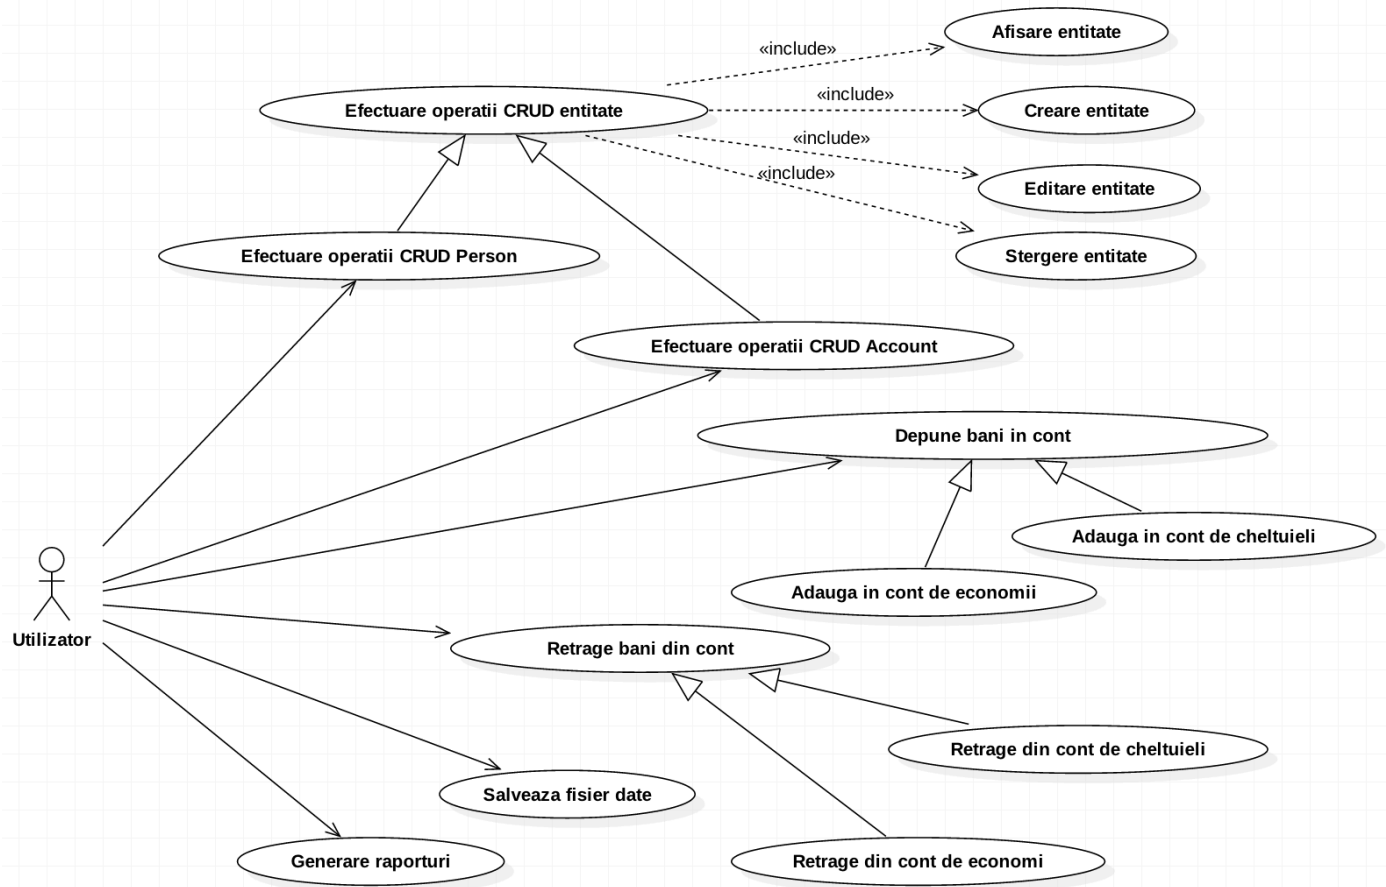 Afisare entitate
«include»
Efectuare operatii CRUD entitate
«include»
Creare entitate
«include»
«include»
Editare entitate
Efectuare operatii CRUD Person
Stergere entitate
Efectuare operatii CRUD Account
Depune bani in cont
Adauga in cont de cheltuieli
Adauga in cont de economii
Utilizator
Retrage bani din cont
Retrage din cont de cheltuieli
Salveaza fisier date
Generare raporturi
Retrage din cont de economi